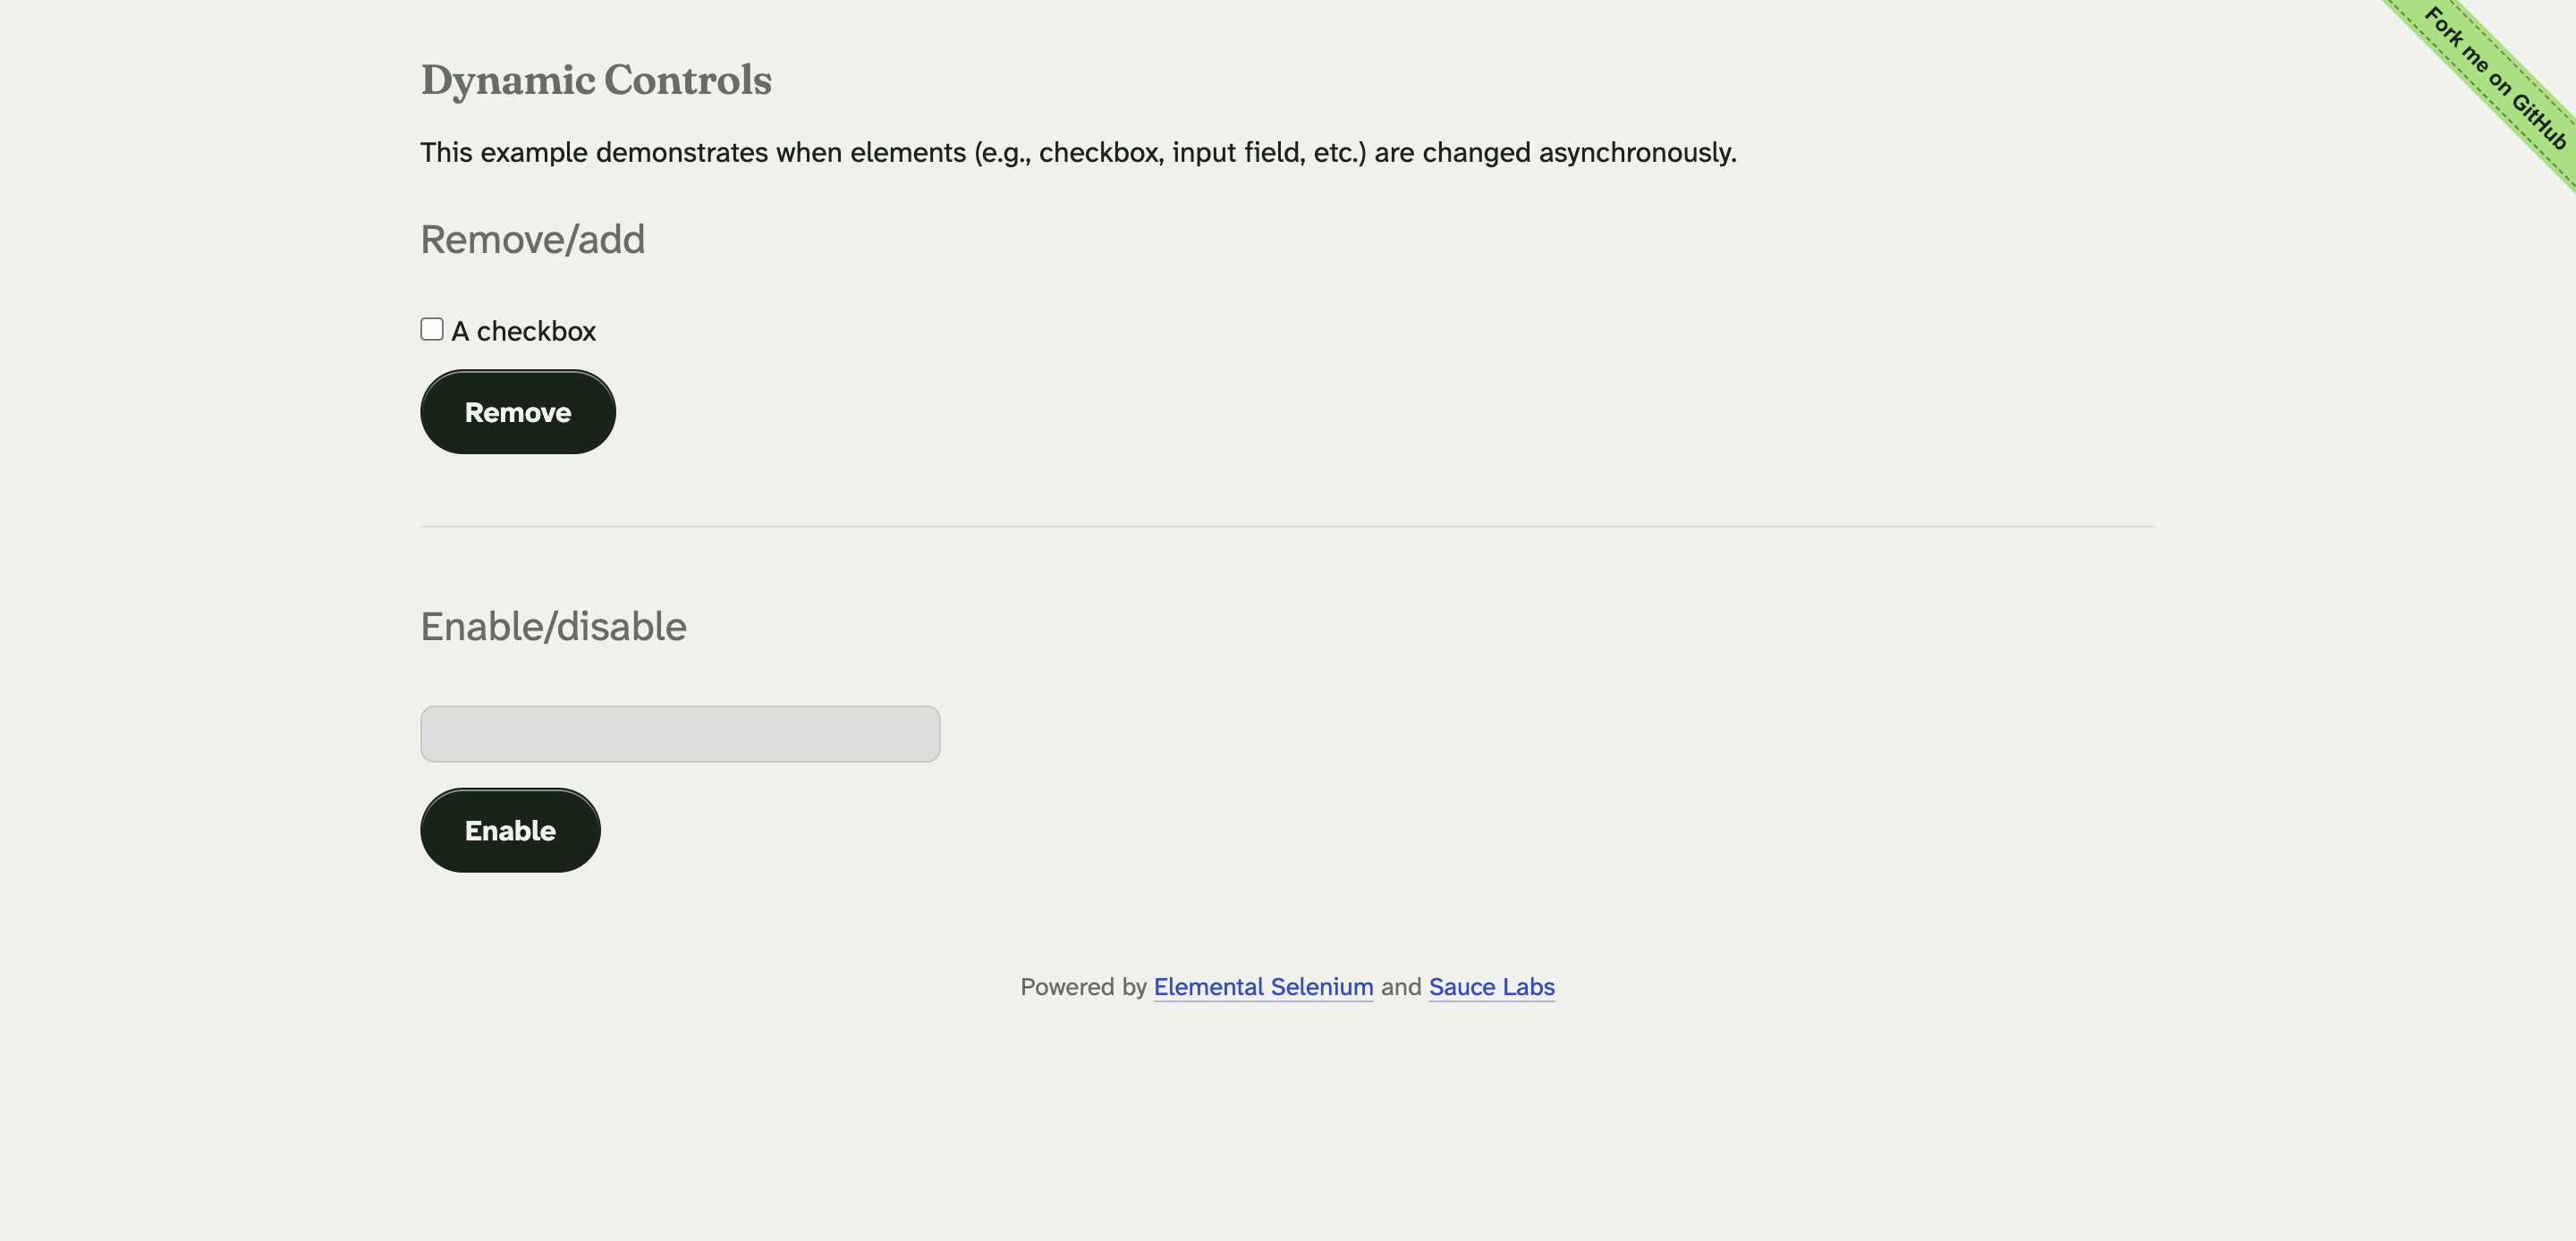 Fork me on GitHub
Dynamic Controls
This example demonstrates when elements (e.g., checkbox, input field, etc.) are changed asynchronously.
Remove/add
A checkbox
Remove
Enable/disable
Enable
Powered by Elemental Selenium and Sauce Labs